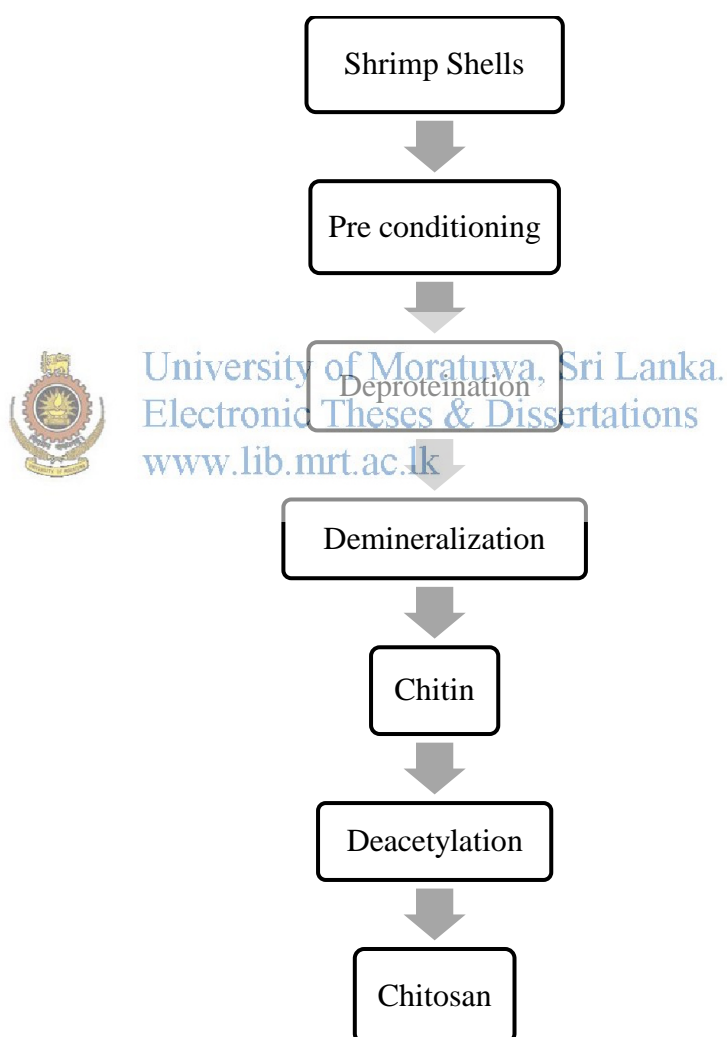 Shrimp Shells
Pre conditioning
University of Moratuwa, Sri Lanka.
Deproteination
Electronic Theses & Dissertations
www.lib.mrt.ac.lk
Demineralization
Chitin
Deacetylation
Chitosan